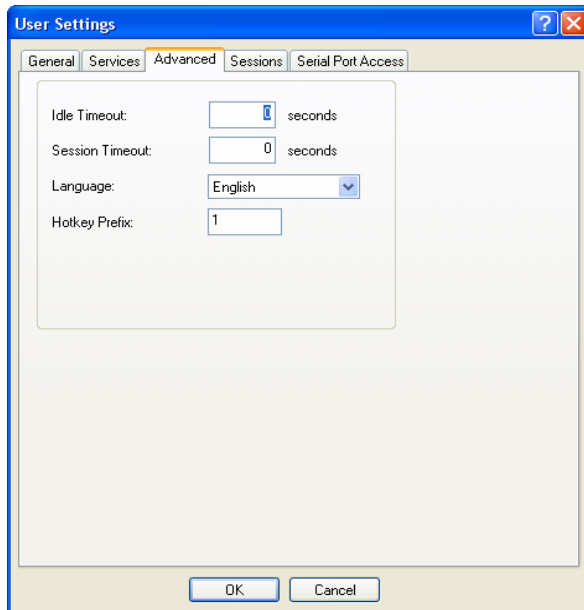 User Settings
General Services Advanced Sessions Serial Port Access
Idle Timeout: 0 seconds
Session Timeout: 0 seconds
Language: English
Hotkey Prefix: 1
OK Cancel